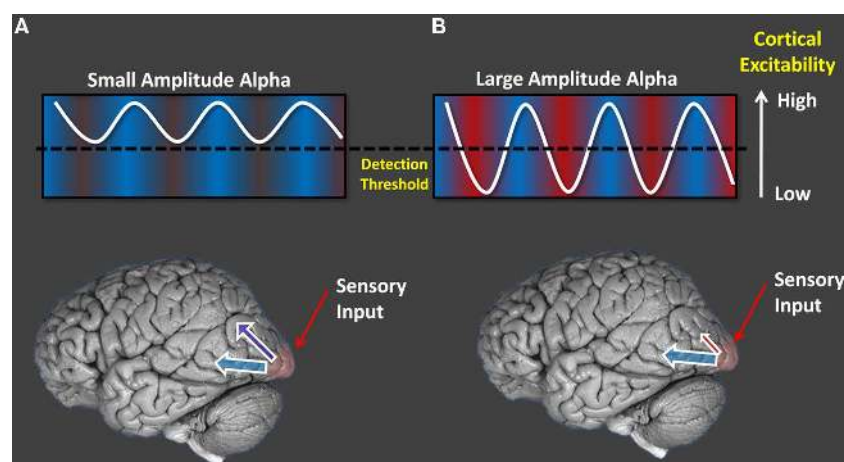 A
B
Small Amplitude Alpha
Large Amplitude Alpha
Cortical
Excitability
High
Detection
Threshold
Low
Sensory
Input
Sensory
Input